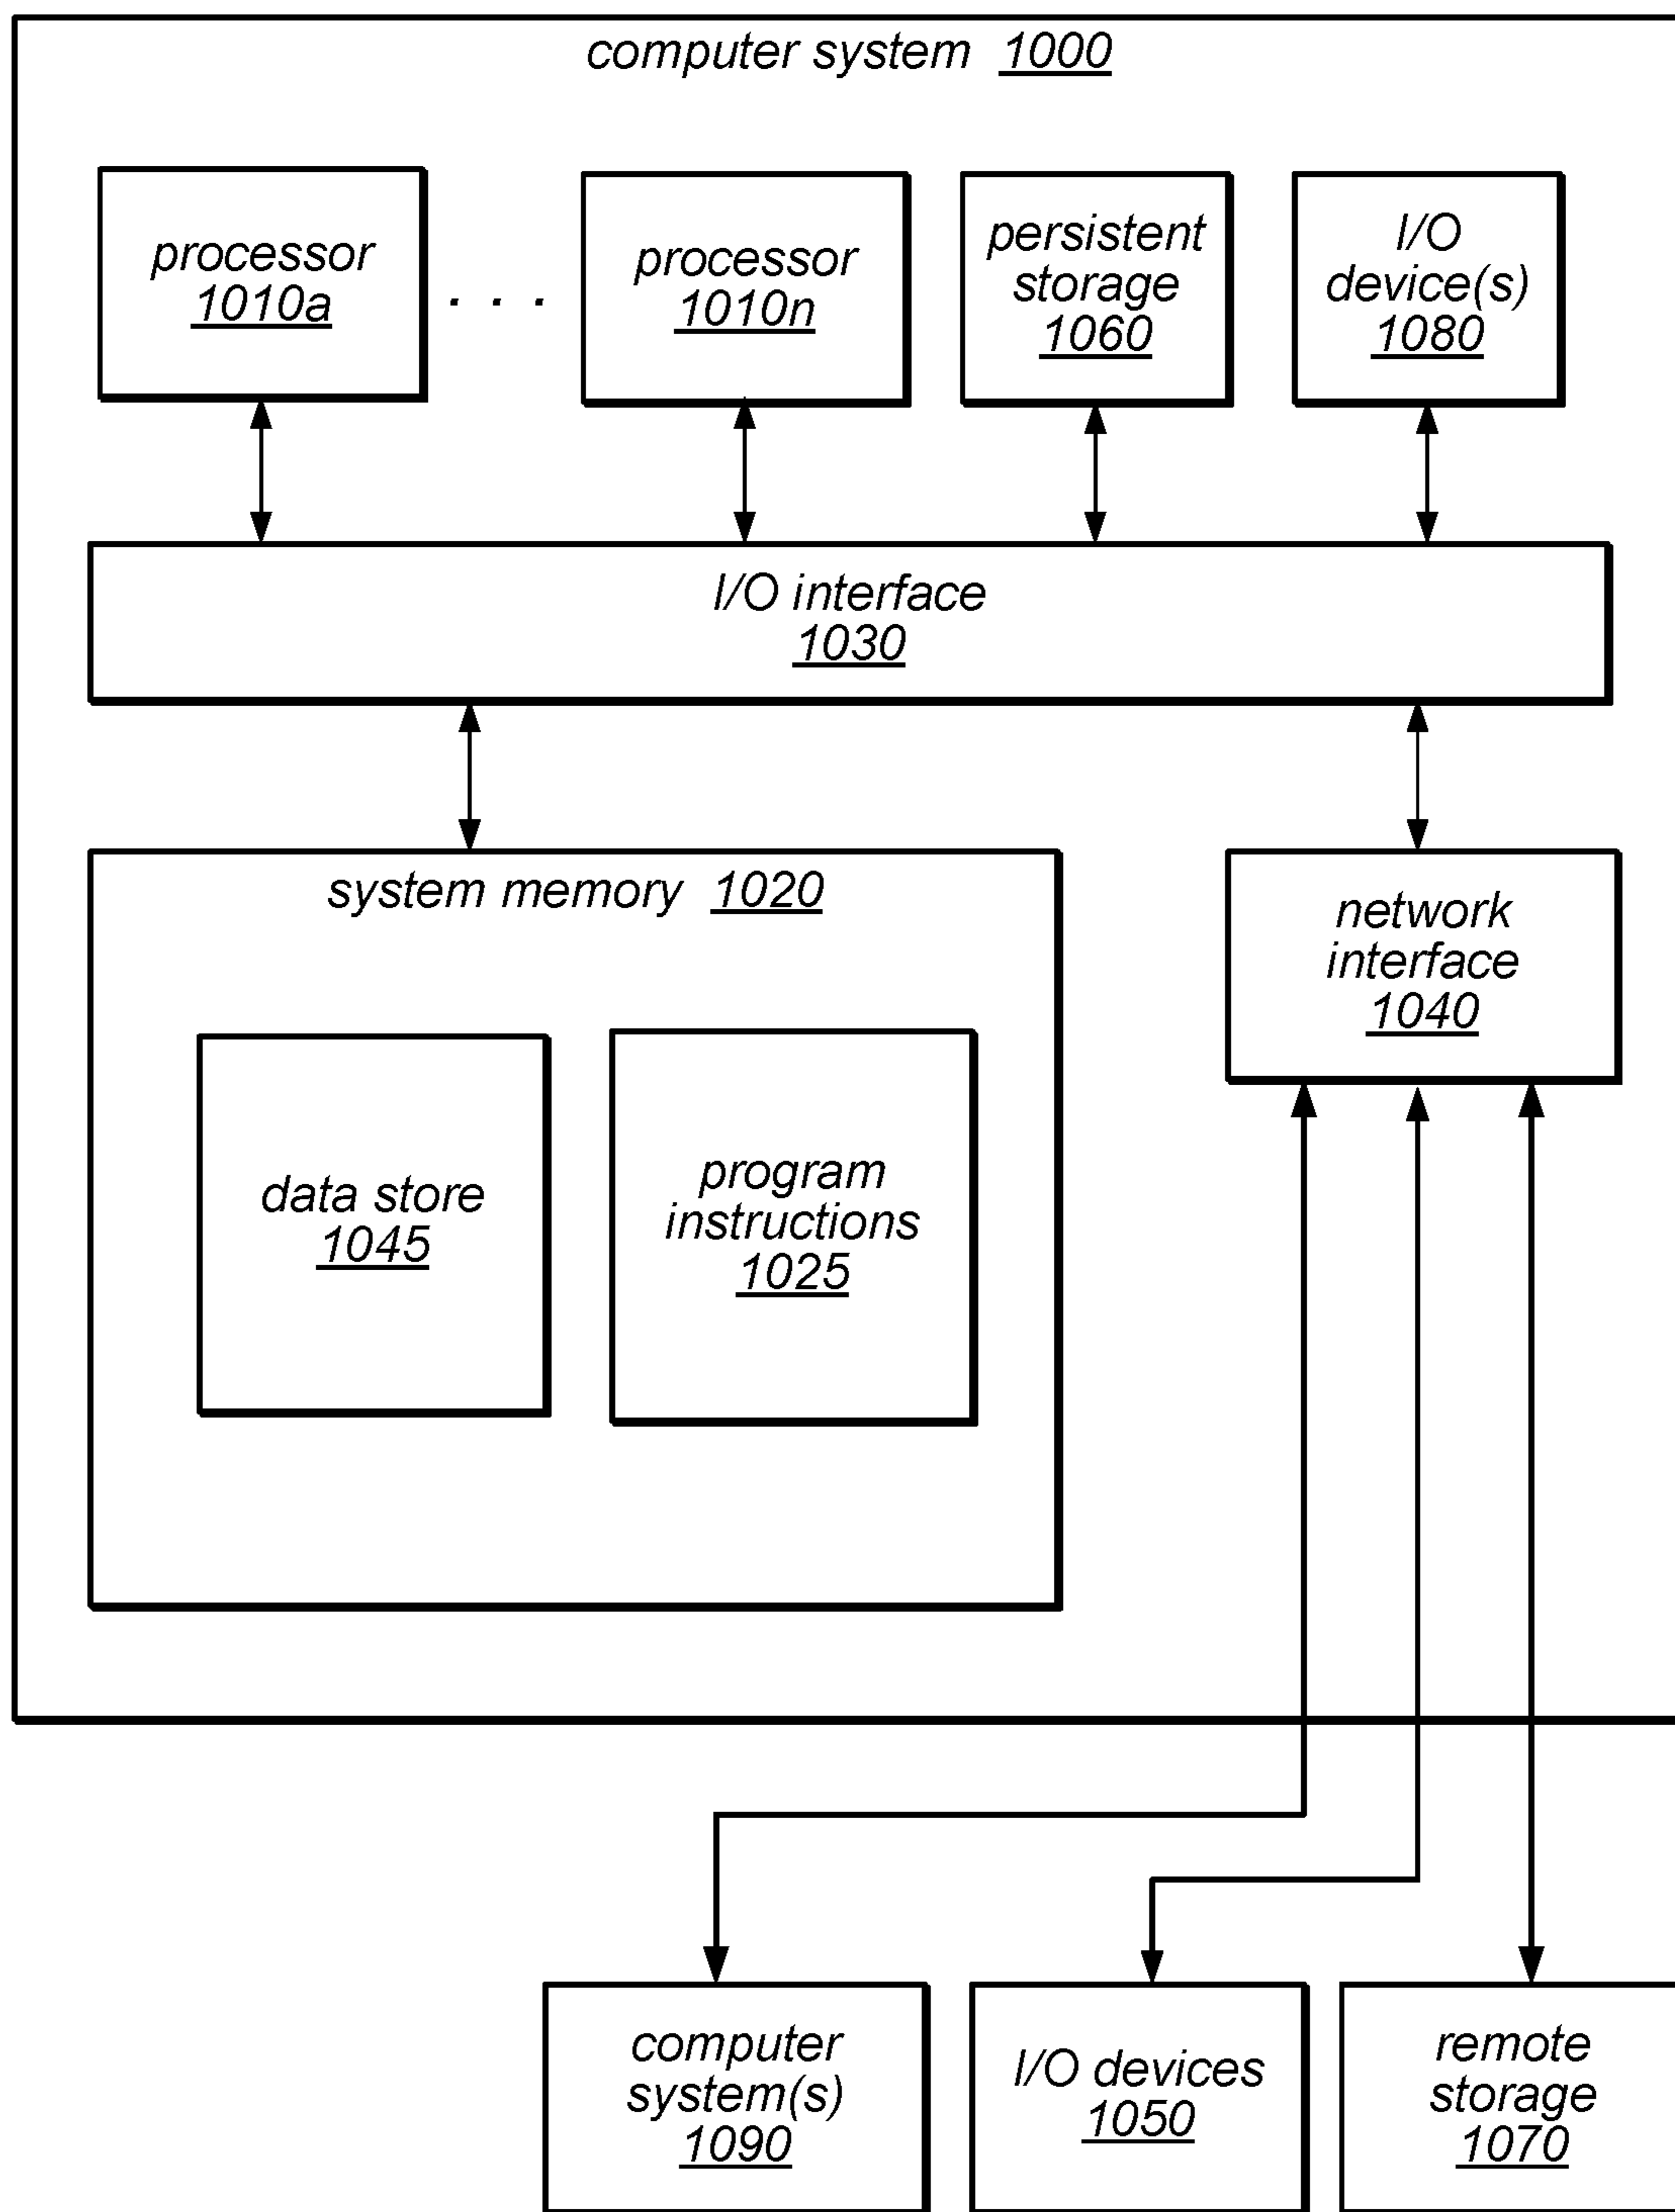 computer system 1000
processor
1010a
. . .
processor
1010n
persistent
storage
1060
I/O
device(s)
1080
I/O interface
1030
system memory 1020
data store
1045
program
instructions
1025
network
interface
1040
computer
system(s)
1090
I/O devices
1050
remote
storage
1070